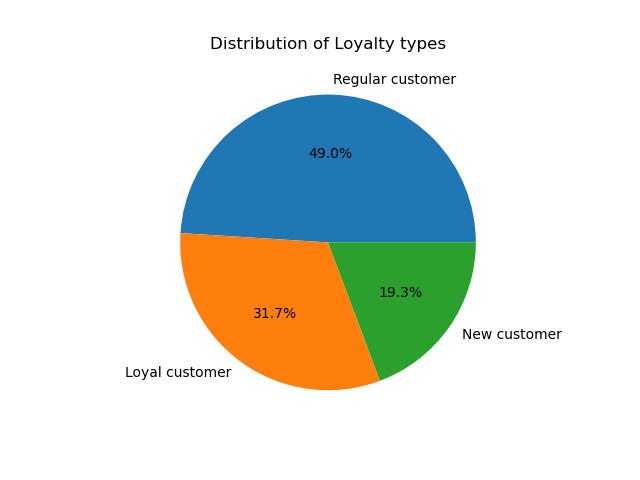 Distribution of Loyalty types
Regular customer
49.0%
31.7%
19.3%
New customer
Loyal customer